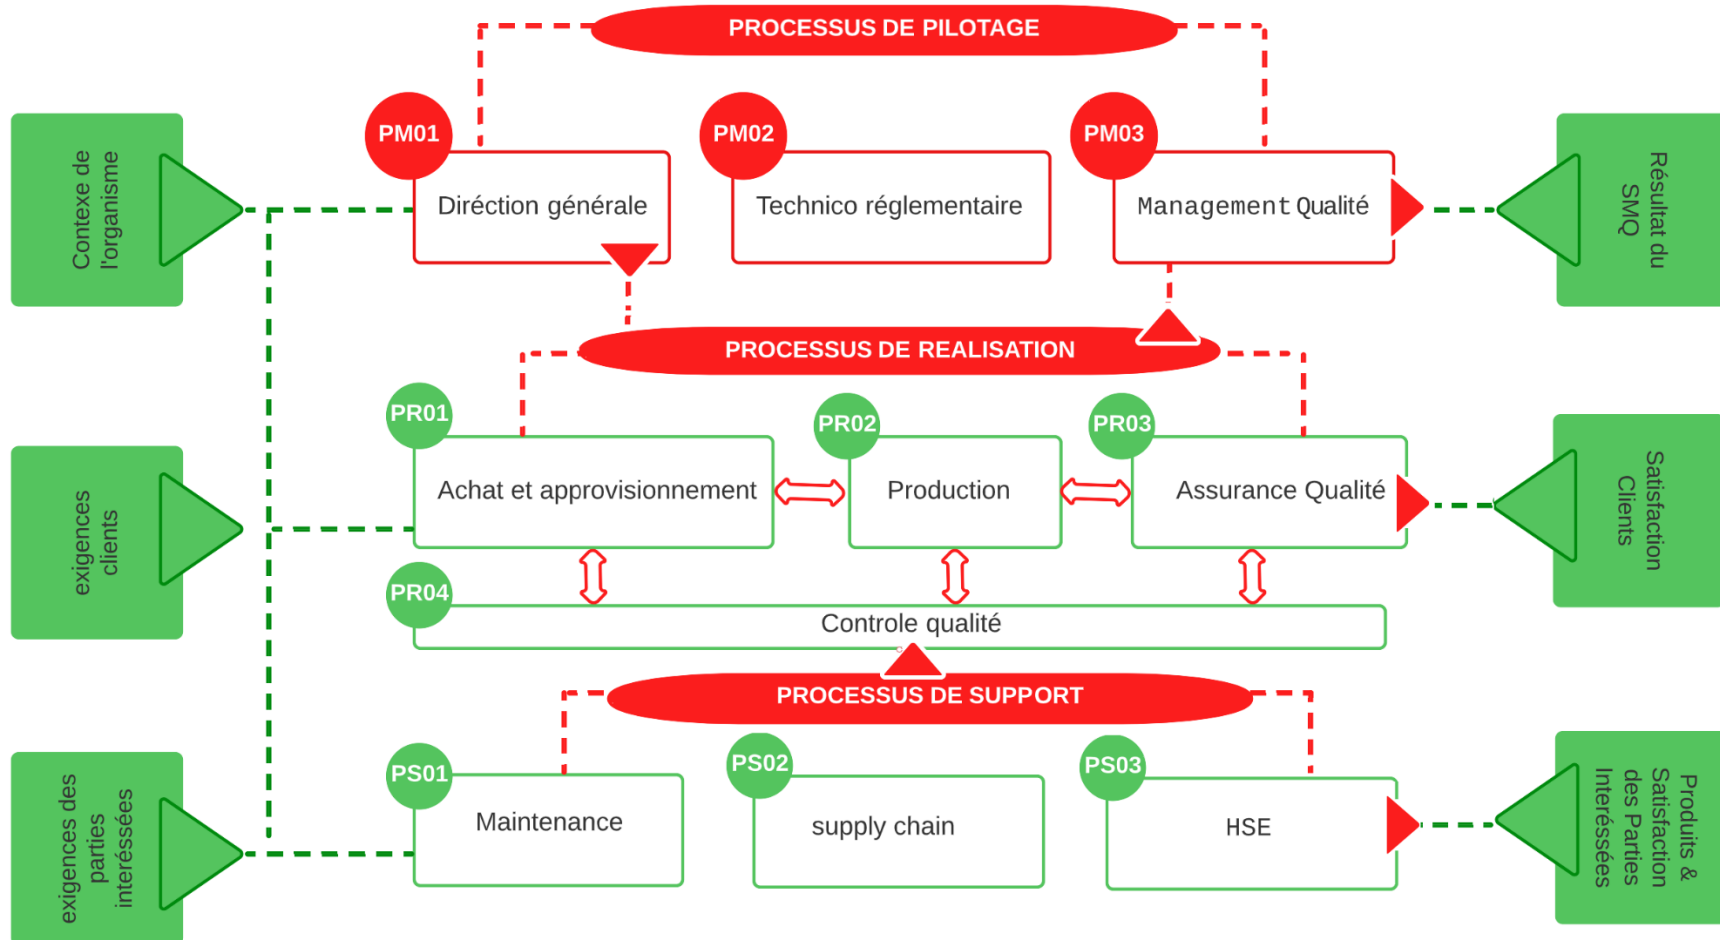 PROCESSUS DE PILOTAGE
PM01
PM02
PM03
Contexe de
l'organisme
Diréction générale
Technico réglementaire
Management Qualité
Résultat du
SMQ
PROCESSUS DE REALISATION
PR01
PR02
PR03
exigences
clients
Achat et approvisionnement
Production
Assurance Qualité
Satisfaction
Clients
PR04
Controle qualité
PROCESSUS DE SUPPORT
PS01
PS02
PS03
exigences des
parties
interéssées
Maintenance
supply chain
HSE
Produits &
Satisfaction
des Parties
Interéssées